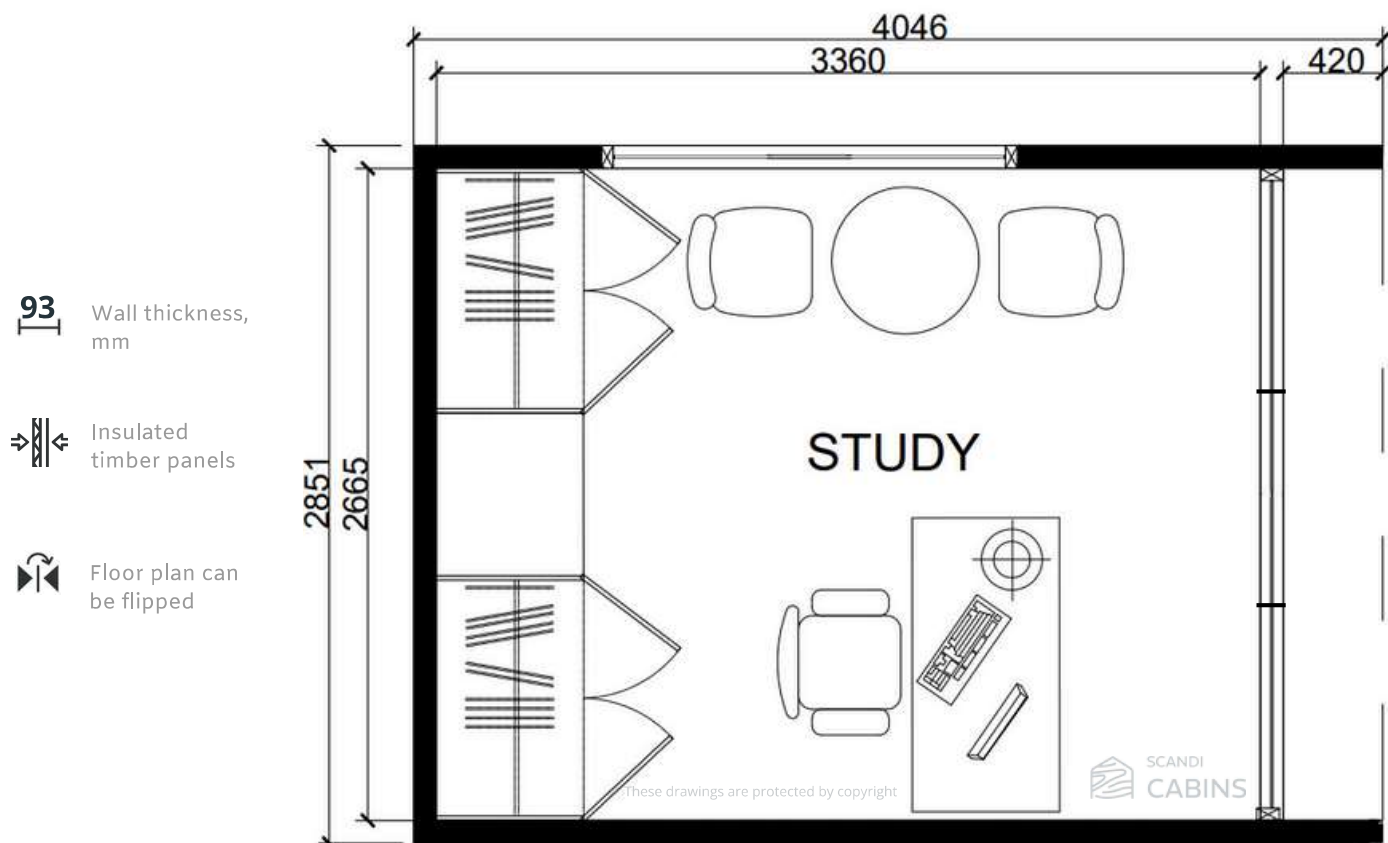 4046
3360
420
93
Wall thickness,
mm
Insulated
timber panels
Floor plan can
be flipped
2851
2665
STUDY
These drawings are protected by copyright
SCANDI
CABINS